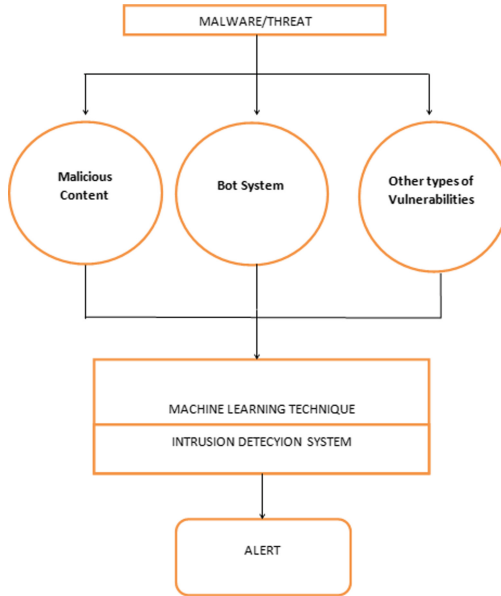 MALWARE/THREAT
Malicious
Content
Bot System
Other types of
Vulnerabilities
MACHINE LEARNING TECHNIQUE
INTRUSION DETECYION SYSTEM
ALERT